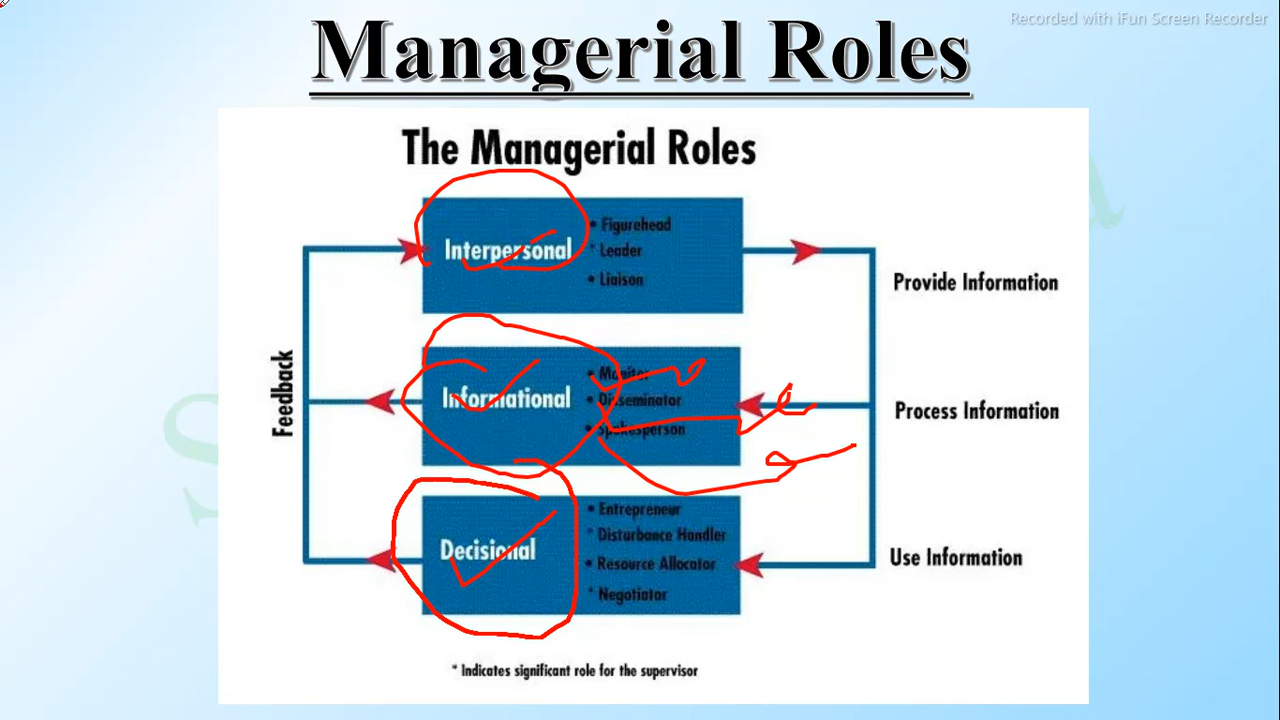 Recorded with iFun Screen Recorder
Managerial Roles
The Managerial Roles
Interpersonal
• Figurehead
* Leader
• Liaison
Provide Information
Feedback
Informational
• Monitor
• Disseminator
• Spokesperson
Process Information
Decisional
• Entrepreneur
* Disturbance Handler
• Resource Allocator
* Negotiator
Use Information
* Indicates significant role for the supervisor